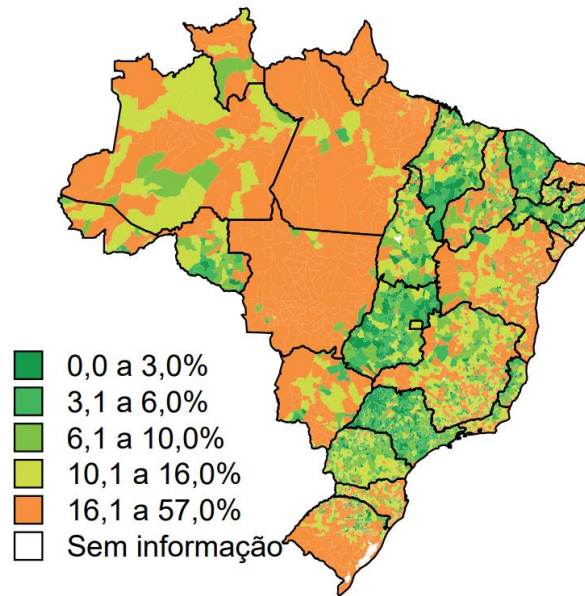 0,0 a 3,0%
3,1 a 6,0%
6,1 a 10,0%
10,1 a 16,0%
16,1 a 57,0%
Sem informação